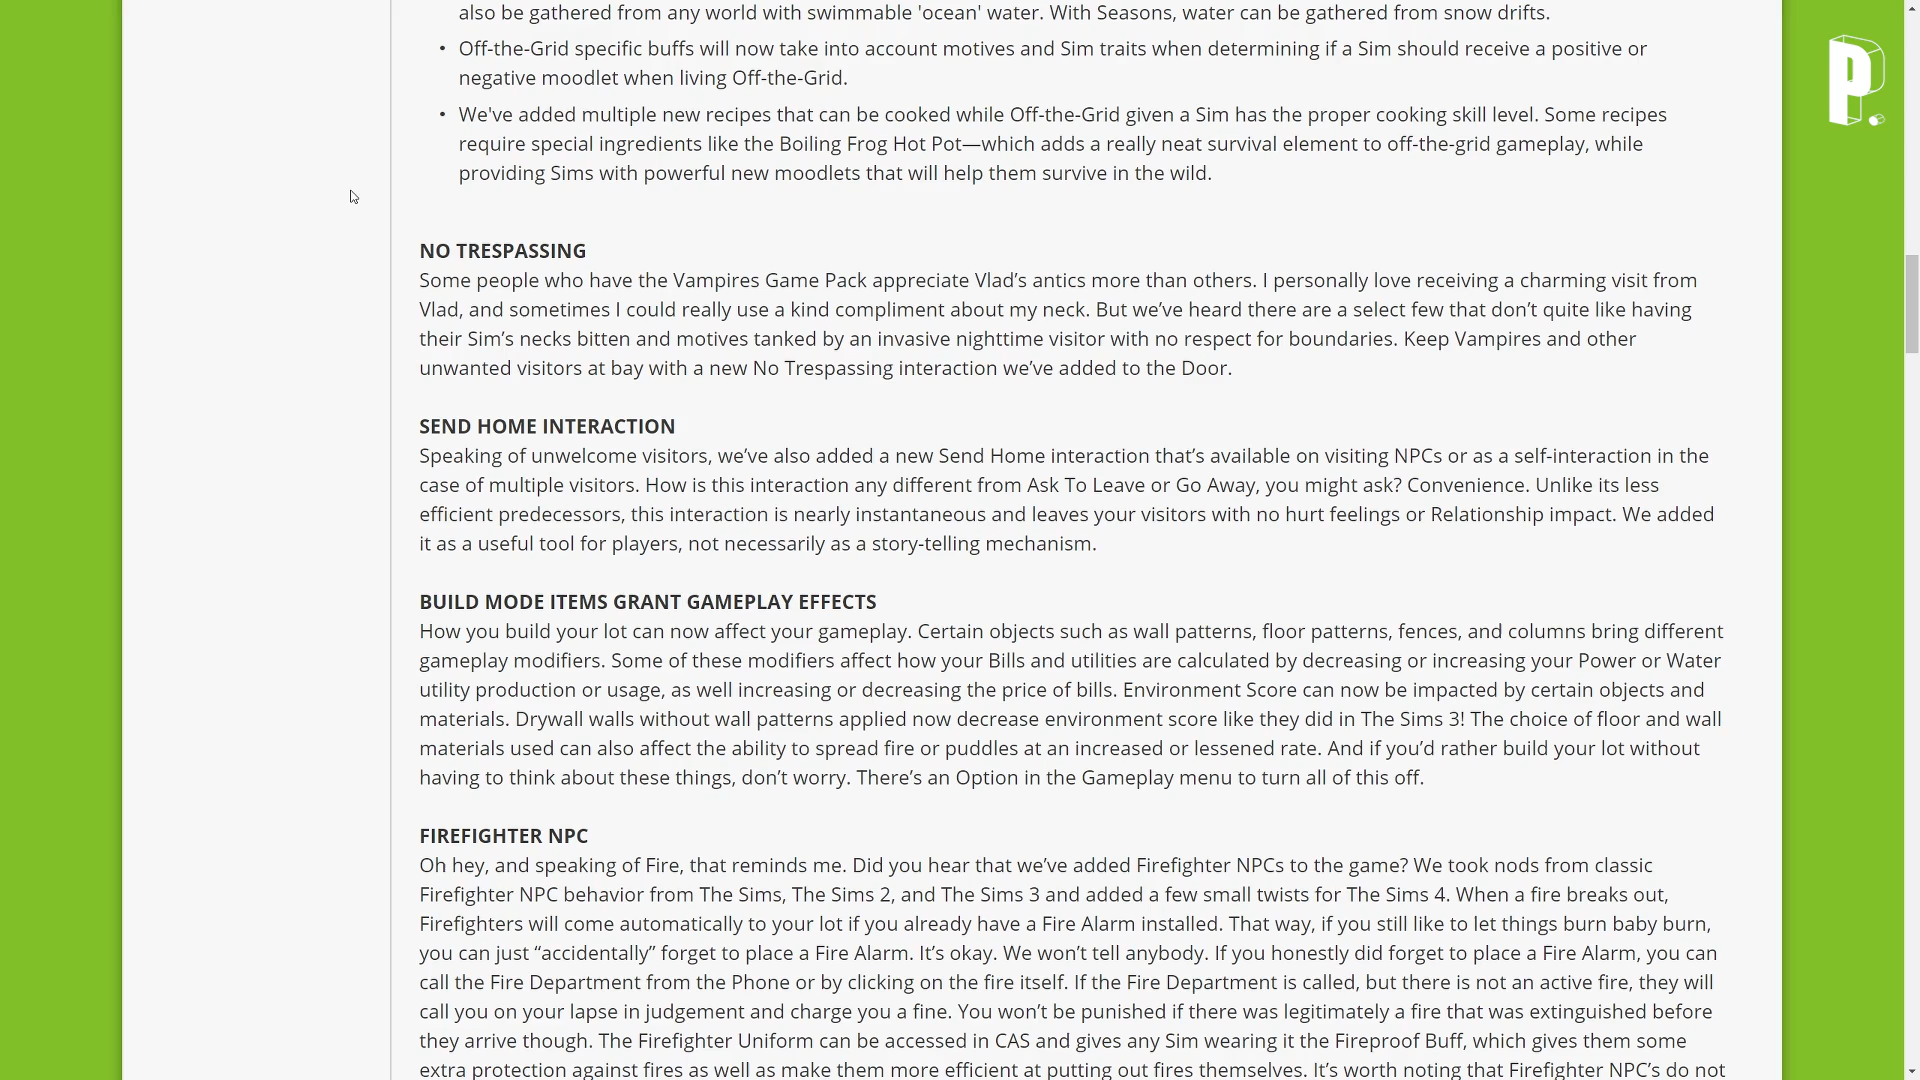 also be gathered from any world with swimmable 'ocean' water. With Seasons, water can be gathered from snow drifts.
• Off-the-Grid specific buffs will now take into account motives and Sim traits when determining if a Sim should receive a positive or
negative moodlet when living Off-the-Grid.
• We've added multiple new recipes that can be cooked while Off-the-Grid given a Sim has the proper cooking skill level. Some recipes
require special ingredients like the Boiling Frog Hot Pot—which adds a really neat survival element to off-the-grid gameplay, while
providing Sims with powerful new moodlets that will help them survive in the wild.
NO TRESPASSING
Some people who have the Vampires Game Pack appreciate Vlad’s antics more than others. I personally love receiving a charming visit from
Vlad, and sometimes I could really use a kind compliment about my neck. But we’ve heard there are a select few that don’t quite like having
their Sim’s necks bitten and motives tanked by an invasive nighttime visitor with no respect for boundaries. Keep Vampires and other
unwanted visitors at bay with a new No Trespassing interaction we’ve added to the Door.
SEND HOME INTERACTION
Speaking of unwelcome visitors, we’ve also added a new Send Home interaction that’s available on visiting NPCs or as a self-interaction in the
case of multiple visitors. How is this interaction any different from Ask To Leave or Go Away, you might ask? Convenience. Unlike its less
efficient predecessors, this interaction is nearly instantaneous and leaves your visitors with no hurt feelings or Relationship impact. We added
it as a useful tool for players, not necessarily as a story-telling mechanism.
BUILD MODE ITEMS GRANT GAMEPLAY EFFECTS
How you build your lot can now affect your gameplay. Certain objects such as wall patterns, floor patterns, fences, and columns bring different
gameplay modifiers. Some of these modifiers affect how your Bills and utilities are calculated by decreasing or increasing your Power or Water
utility production or usage, as well increasing or decreasing the price of bills. Environment Score can now be impacted by certain objects and
materials. Drywall walls without wall patterns applied now decrease environment score like they did in The Sims 3! The choice of floor and wall
materials used can also affect the ability to spread fire or puddles at an increased or lessened rate. And if you’d rather build your lot without
having to think about these things, don’t worry. There’s an Option in the Gameplay menu to turn all of this off.
FIREFIGHTER NPC
Oh hey, and speaking of Fire, that reminds me. Did you hear that we’ve added Firefighter NPCs to the game? We took nods from classic
Firefighter NPC behavior from The Sims, The Sims 2, and The Sims 3 and added a few small twists for The Sims 4. When a fire breaks out,
Firefighters will come automatically to your lot if you already have a Fire Alarm installed. That way, if you still like to let things burn baby burn,
you can just “accidentally” forget to place a Fire Alarm. It’s okay. We won’t tell anybody. If you honestly did forget to place a Fire Alarm, you can
call the Fire Department from the Phone or by clicking on the fire itself. If the Fire Department is called, but there is not an active fire, they will
call you on your lapse in judgement and charge you a fine. You won’t be punished if there was legitimately a fire that was extinguished before
they arrive though. The Firefighter Uniform can be accessed in CAS and gives any Sim wearing it the Fireproof Buff, which gives them some
extra protection against fires as well as make them more efficient at putting out fires themselves. It’s worth noting that Firefighter NPC’s do not
P.